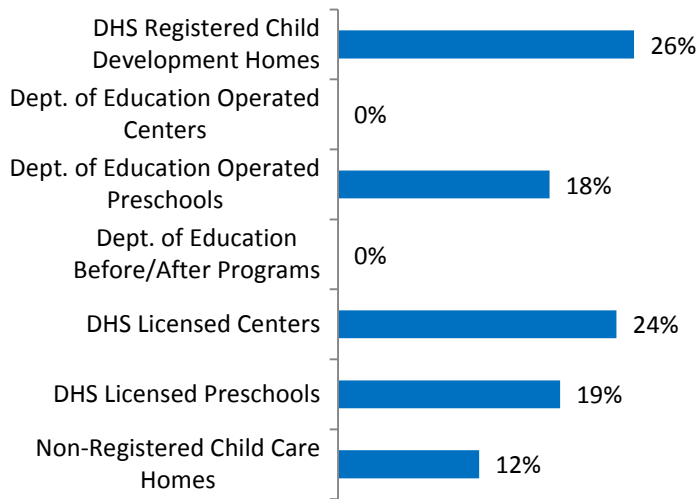 DHS Registered Child
Development Homes
26%
Dept. of Education Operated
Centers
0%
Dept. of Education Operated
Preschools
18%
Dept. of Education
Before/After Programs
0%
DHS Licensed Centers
24%
DHS Licensed Preschools
19%
Non-Registered Child Care
Homes
12%